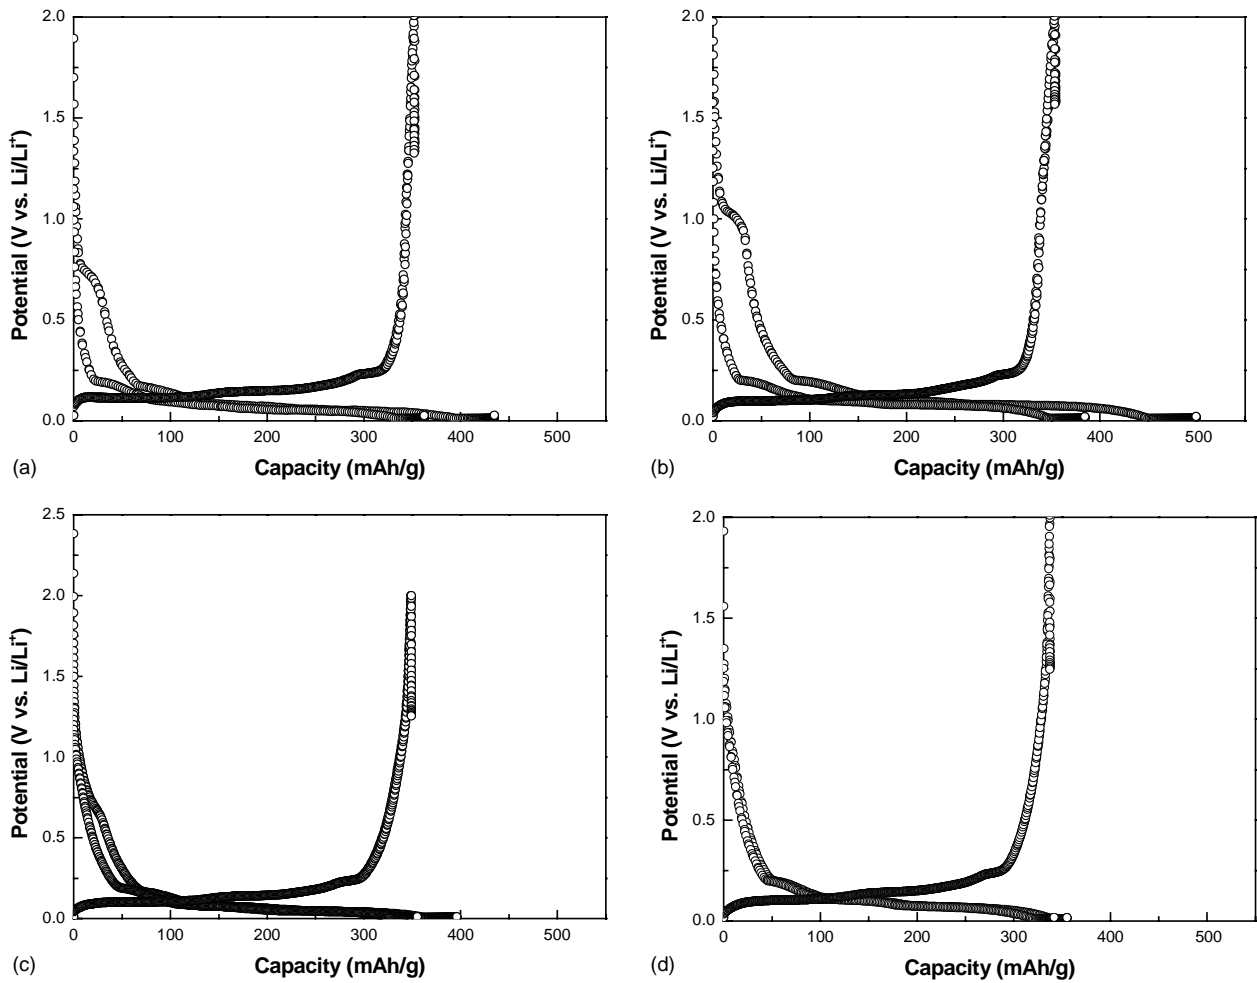 2.0
1.5
1.0
0.5
0.0
Potential (V vs. Li/Li+)
0 100 200 300 400 500
(a) Capacity (mAh/g)
2.0
1.5
1.0
0.5
0.0
Potential (V vs. Li/Li+)
0 100 200 300 400 500
(b) Capacity (mAh/g)
2.5
2.0
1.5
1.0
0.5
0.0
Potential (V vs. Li/Li+)
0 100 200 300 400 500
(c) Capacity (mAh/g)
2.0
1.5
1.0
0.5
0.0
Potential (V vs. Li/Li+)
0 100 200 300 400 500
(d) Capacity (mAh/g)